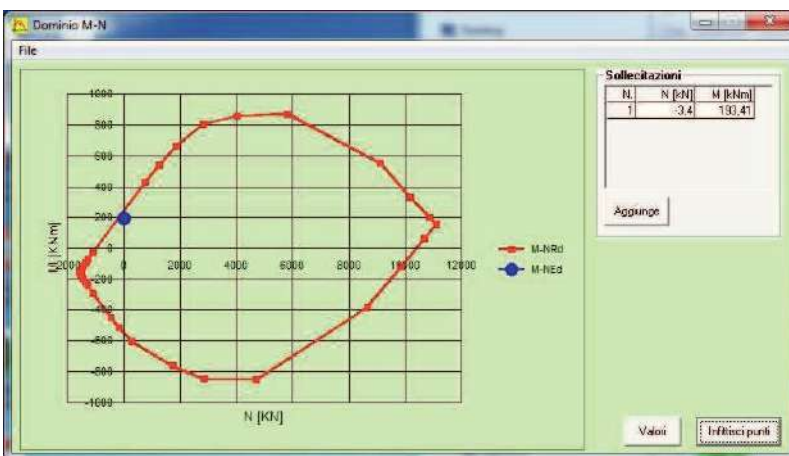 Dominio M-N
File
1000
800
600
400
200
0
-200
-400
-600
-800
-1000
M [KNm]
2000 0 2000 4000 6000 8000 10000 12000
N [KN]
M-NRd
M-NEd
Sollecitazioni
N. N [kN] M [kNm]
1 -3,4 193,41
Aggiunge
Valori
Infittisci punti